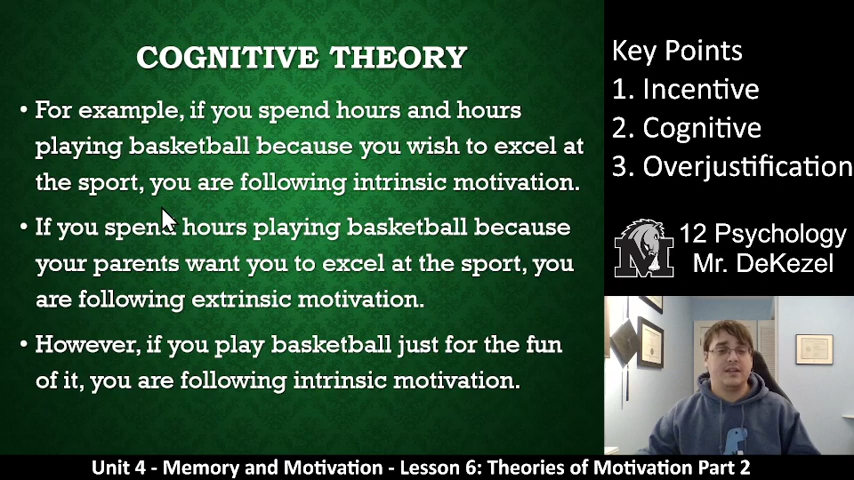 COGNITIVE THEORY
• For example, if you spend hours and hours
playing basketball because you wish to excel at
the sport, you are following intrinsic motivation.
• If you spend hours playing basketball because
your parents want you to excel at the sport, you
are following extrinsic motivation.
• However, if you play basketball just for the fun
of it, you are following intrinsic motivation.
Key Points
1. Incentive
2. Cognitive
3. Overjustification
M
12 Psychology
Mr. DeKezel
Unit 4 - Memory and Motivation - Lesson 6: Theories of Motivation Part 2